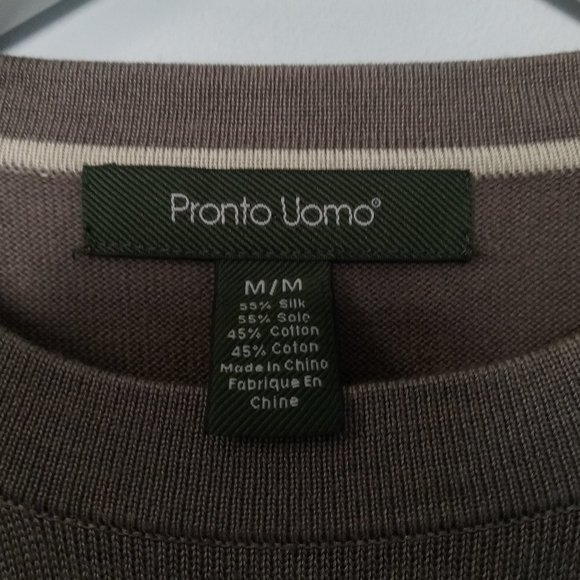 Pronto Uomo®
M/M
55% Silk
55% Soie
45% Cotton
45% Coton
Made in China
Fabrique En
Chine